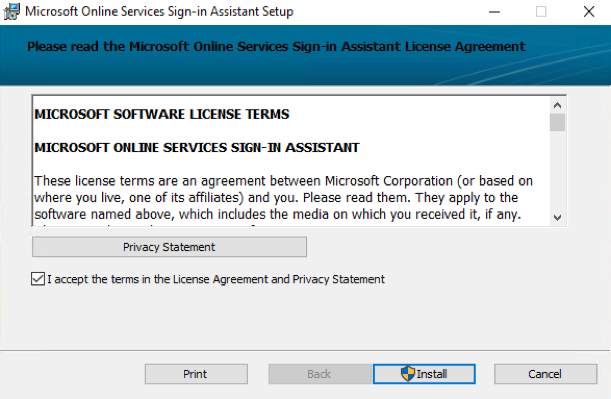 Microsoft Online Services Sign-in Assistant Setup
Please read the Microsoft Online Services Sign-in Assistant License Agreement
MICROSOFT SOFTWARE LICENSE TERMS
MICROSOFT ONLINE SERVICES SIGN-IN ASSISTANT
These license terms are an agreement between Microsoft Corporation (or based on
where you live, one of its affiliates) and you. Please read them. They apply to the
software named above, which includes the media on which you received it, if any.
Privacy Statement
I accept the terms in the License Agreement and Privacy Statement
Print
Back
Install
Cancel